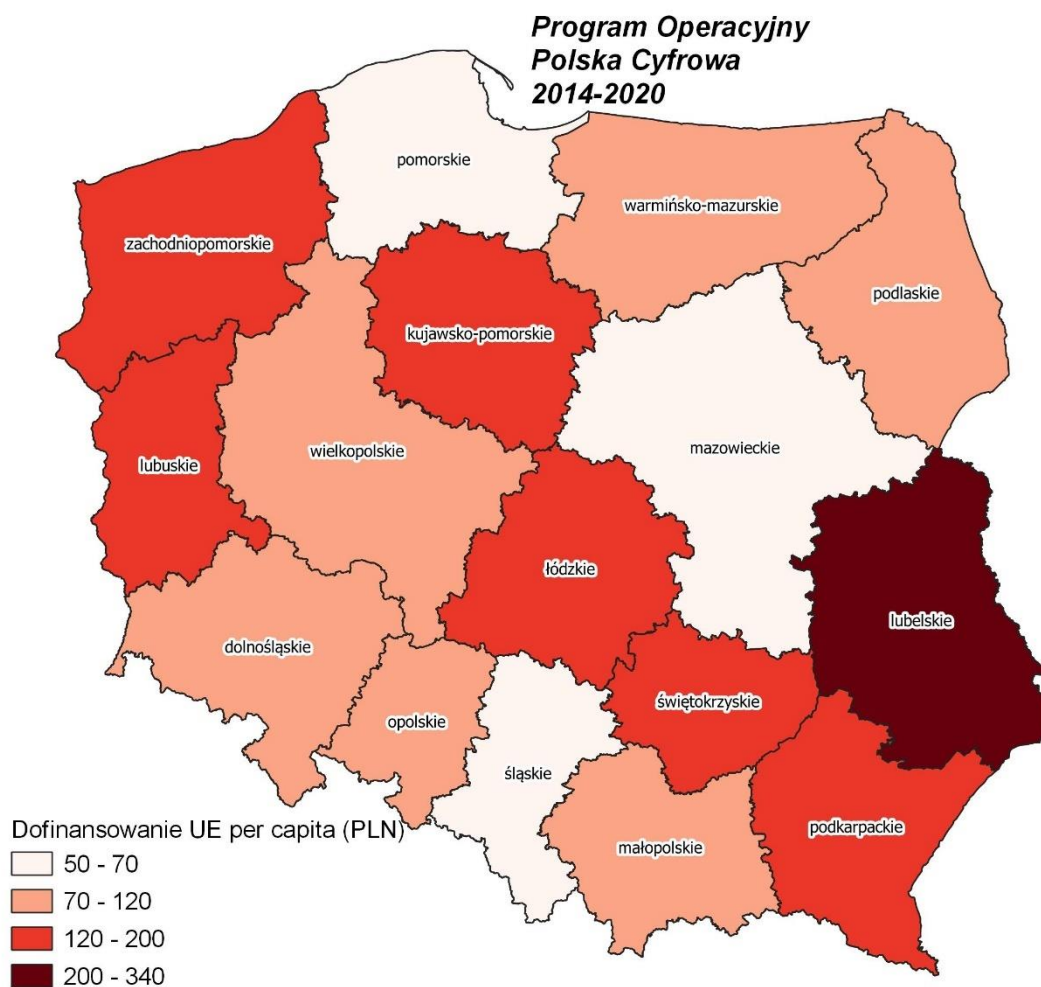 Program Operacyjny
Polska Cyfrowa
2014-2020
pomorskie
warmińsko-mazurskie
zachodniopomorskie
podlaskie
kujawsko-pomorskie
mazowieckie
wielkopolskie
lubuskie
łódzkie
lubelskie
dolnośląskie
świętokrzyskie
opolskie
śląskie
podkarpackie
małopolskie
Dofinansowanie UE per capita (PLN)
50 - 70
70 - 120
120 - 200
200 - 340